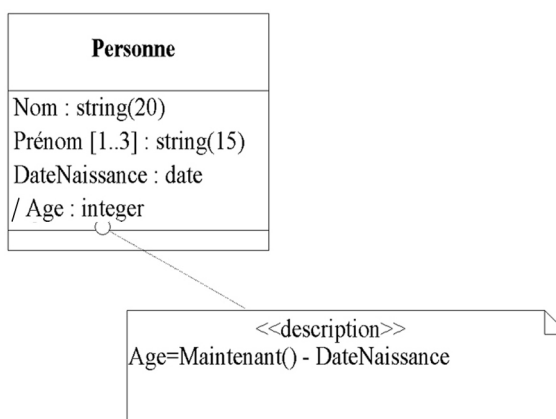 Personne
Nom : string(20)
Prénom [1..3] : string(15)
DateNaissance : date
/ Age : integer
<<description>>
Age=Maintenant() - DateNaissance